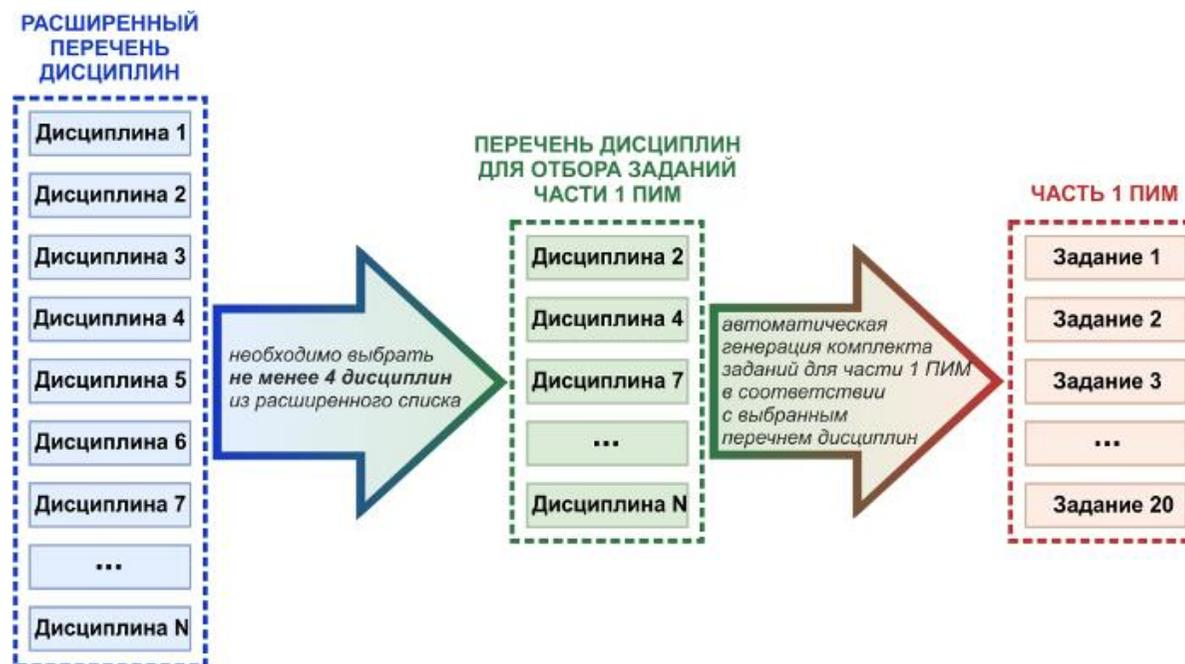 РАСШИРЕННЫЙ
ПЕРЕЧЕНЬ
ДИСЦИПЛИН
Дисциплина 1
Дисциплина 2
Дисциплина 3
Дисциплина 4
Дисциплина 5
Дисциплина 6
Дисциплина 7
...
Дисциплина N
необходимо выбрать
не менее 4 дисциплин
из расширенного списка
ПЕРЕЧЕНЬ ДИСЦИПЛИН
ДЛЯ ОТБОРА ЗАДАНИЙ
ЧАСТИ 1 ПИМ
Дисциплина 2
Дисциплина 4
Дисциплина 7
...
Дисциплина N
автоматическая
генерация комплекта
заданий для части 1 ПИМ
в соответствии
с выбранным
перечнем дисциплин
ЧАСТЬ 1 ПИМ
Задание 1
Задание 2
Задание 3
...
Задание 20